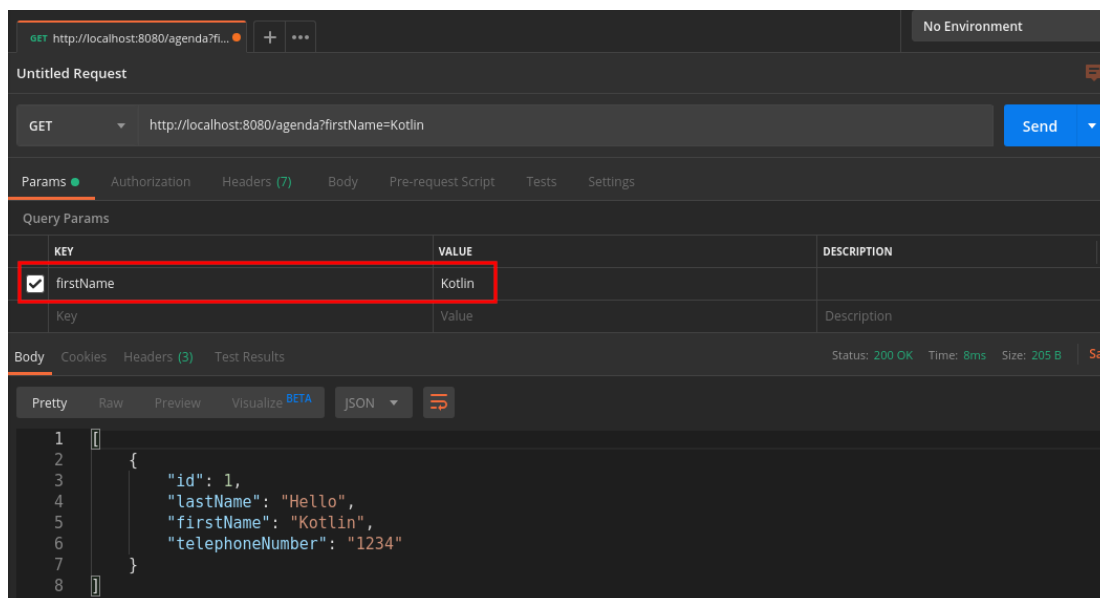 GET http://localhost:8080/agenda?fi... + ••• No Environment
Untitled Request
GET http://localhost:8080/agenda?firstName=Kotlin Send
Params Authorization Headers (7) Body Pre-request Script Tests Settings
Query Params
KEY VALUE DESCRIPTION
firstName Kotlin
Key Value Description
Body Cookies Headers (3) Test Results Status: 200 OK Time: 8ms Size: 205 B Sa
Pretty Raw Preview Visualize BETA JSON
1 [
2 {
3 "id": 1,
4 "lastName": "Hello",
5 "firstName": "Kotlin",
6 "telephoneNumber": "1234"
7 }
8 ]